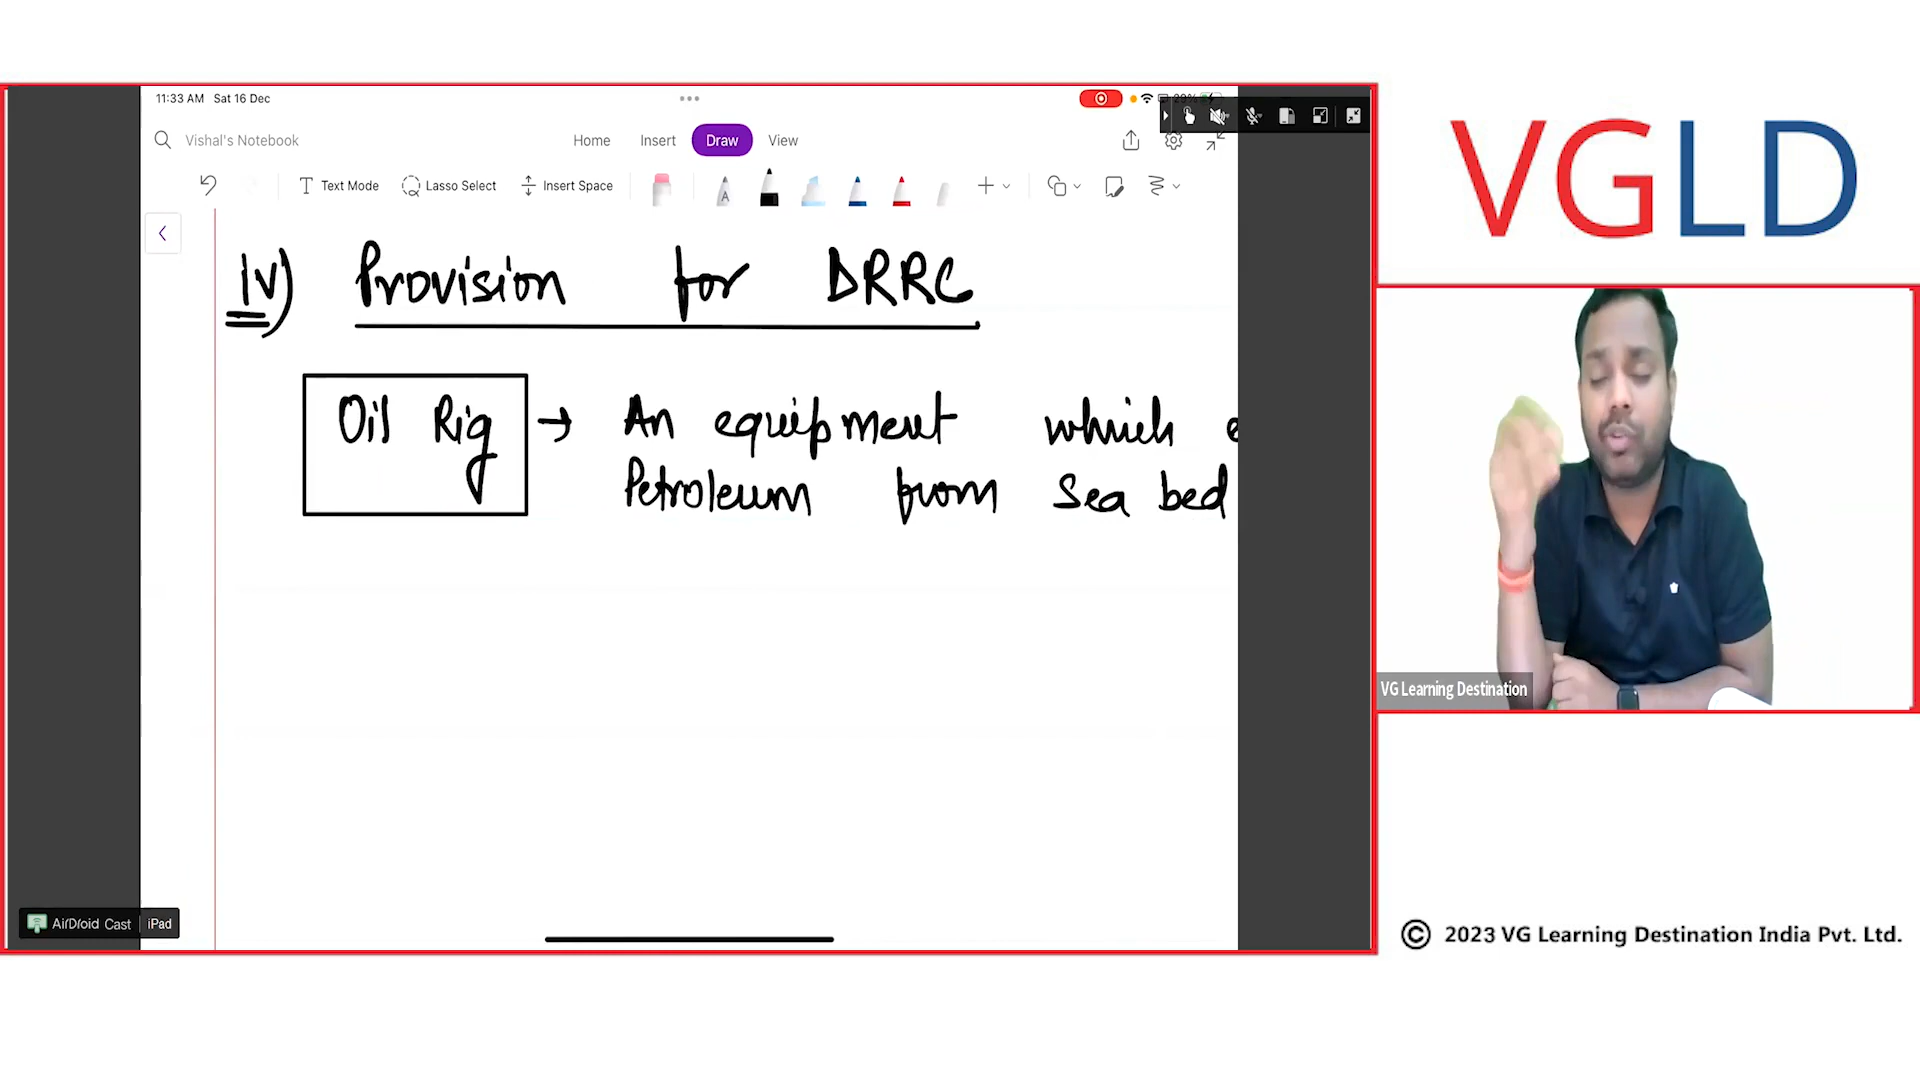 11:33 AM Sat 16 Dec
29%
Vishal's Notebook
Home Insert Draw View
Text Mode Lasso Select Insert Space
A
iv) Provision for DRRC
Oil Rig → An equipment which
Petroleum from Sea bed
AirDroid Cast iPad
VGLD
VG Learning Destination
© 2023 VG Learning Destination India Pvt. Ltd.